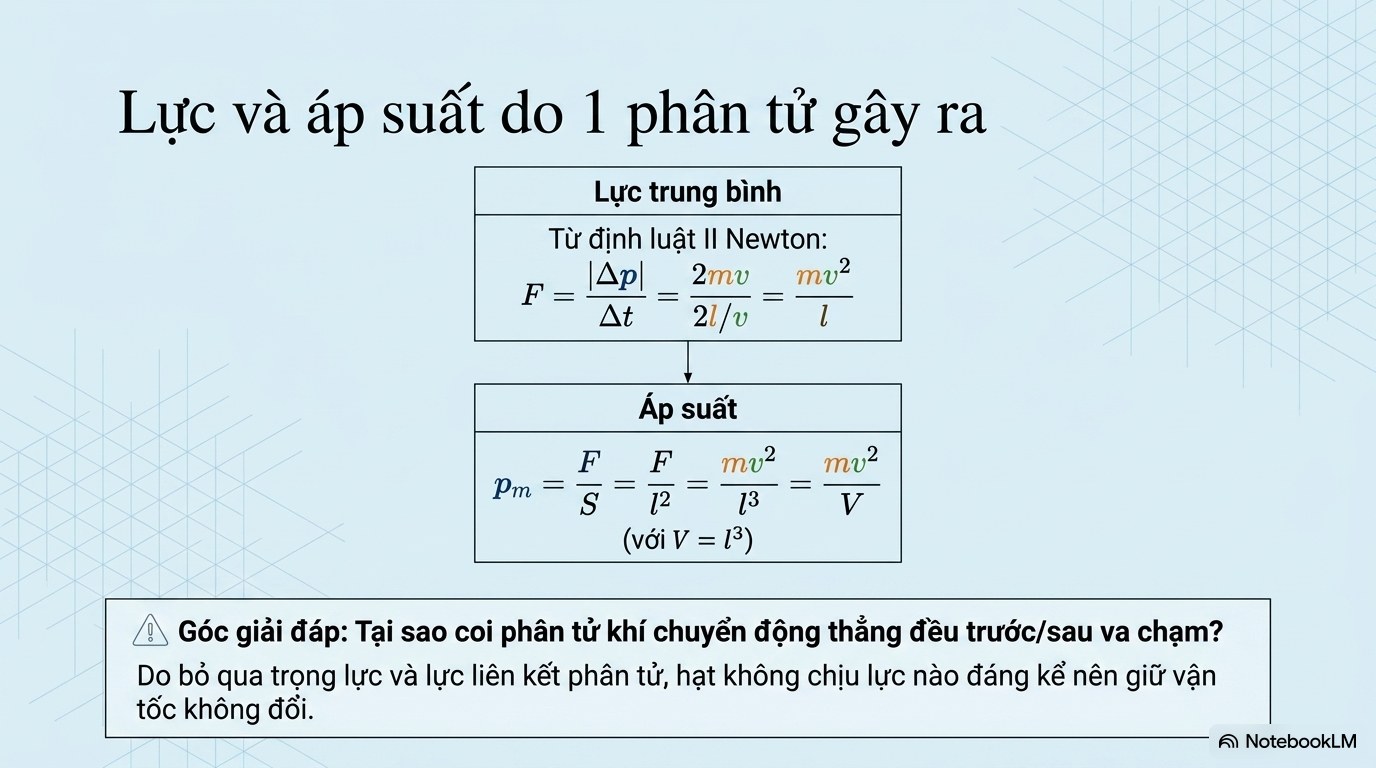 Lực và áp suất do 1 phân tử gây ra
Lực trung bình
Từ định luật II Newton:
F = |Δp| / Δt = 2mv / 2l/v = mv² / l
Áp suất
pₘ = F / S = F / l² = mv² / l³ = mv² / V
(với V = l³)
Góc giải đáp: Tại sao coi phân tử khí chuyển động thẳng đều trước/sau va chạm?
Do bỏ qua trọng lực và lực liên kết phân tử, hạt không chịu lực nào đáng kể nên giữ vận
tốc không đổi.
NotebookLM